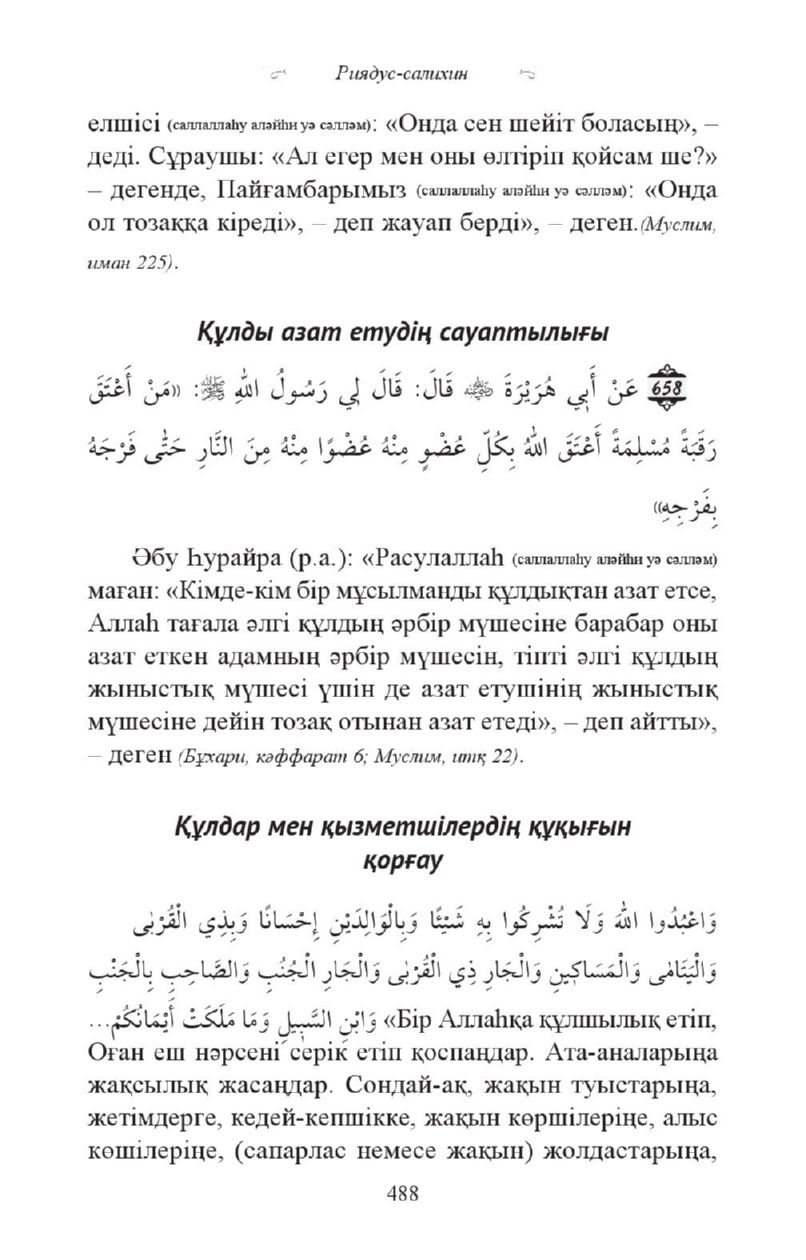 Риядус-салихин
елшісі (саллаллаһу аләйһи уә сәлләм): «Онда сен шейіт боласың», –
деді. Сұраушы: «Ал егер мен оны өлтіріп қойсам ше?»
– дегенде, Пайғамбарымыз (саллаллаһу аләйһи уә сәлләм): «Онда
ол тозаққа кіреді», – деп жауап берді», – деген.(Муслим,
иман 225).
Құлды азат етудің сауаптылығы
658 عَنْ أَبِي هُرَيْرَةَ ﷺ قَالَ: قَالَ لِي رَسُولُ اللهِ ﷺ: «مَنْ أَعْتَقَ
رَقَبَةً مُسْلِمَةً أَعْتَقَ اللهُ بِكُلِّ عُضْوٍ مِنْهُ عُضْوًا مِنْهُ مِنَ النَّارِ حَتَّى فَرْجَهُ
بِفَرْجِهِ»
Әбу Һурайра (р.а.): «Расулаллаһ (саллаллаһу аләйһи уә сәлләм)
маған: «Кімде-кім бір мұсылманды құлдықтан азат етсе,
Аллаһ тағала әлгі құлдың әрбір мүшесіне барабар оны
азат еткен адамның әрбір мүшесін, тіпті әлгі құлдың
жыныстық мүшесі үшін де азат етушінің жыныстық
мүшесіне дейін тозақ отынан азат етеді», – деп айтты»,
– деген (Бұхари, кәффарат 6; Муслим, итқ 22).
Құлдар мен қызметшілердің құқығын
қорғау
وَاعْبُدُوا اللهَ وَلَا تُشْرِكُوا بِهِ شَيْئًا وَبِالْوَالِدَيْنِ إِحْسَانًا وَبِذِي الْقُرْبٰى
وَالْيَتَامٰى وَالْمَسَاكِينِ وَالْجَارِ ذِي الْقُرْبٰى وَالْجَارِ الْجُنُبِ وَالصَّاحِبِ بِالْجَنْبِ
وَابْنِ السَّبِيلِ وَمَا مَلَكَتْ أَيْمَانُكُمْ... «Бір Аллаһқа құлшылық етіп,
Оған еш нәрсені серік етіп қоспаңдар. Ата-аналарыңа
жақсылық жасаңдар. Сондай-ақ, жақын туыстарыңа,
жетімдерге, кедей-кепшікке, жақын көршілеріңе, алыс
көшілеріңе, (сапарлас немесе жақын) жолдастарыңа,
488